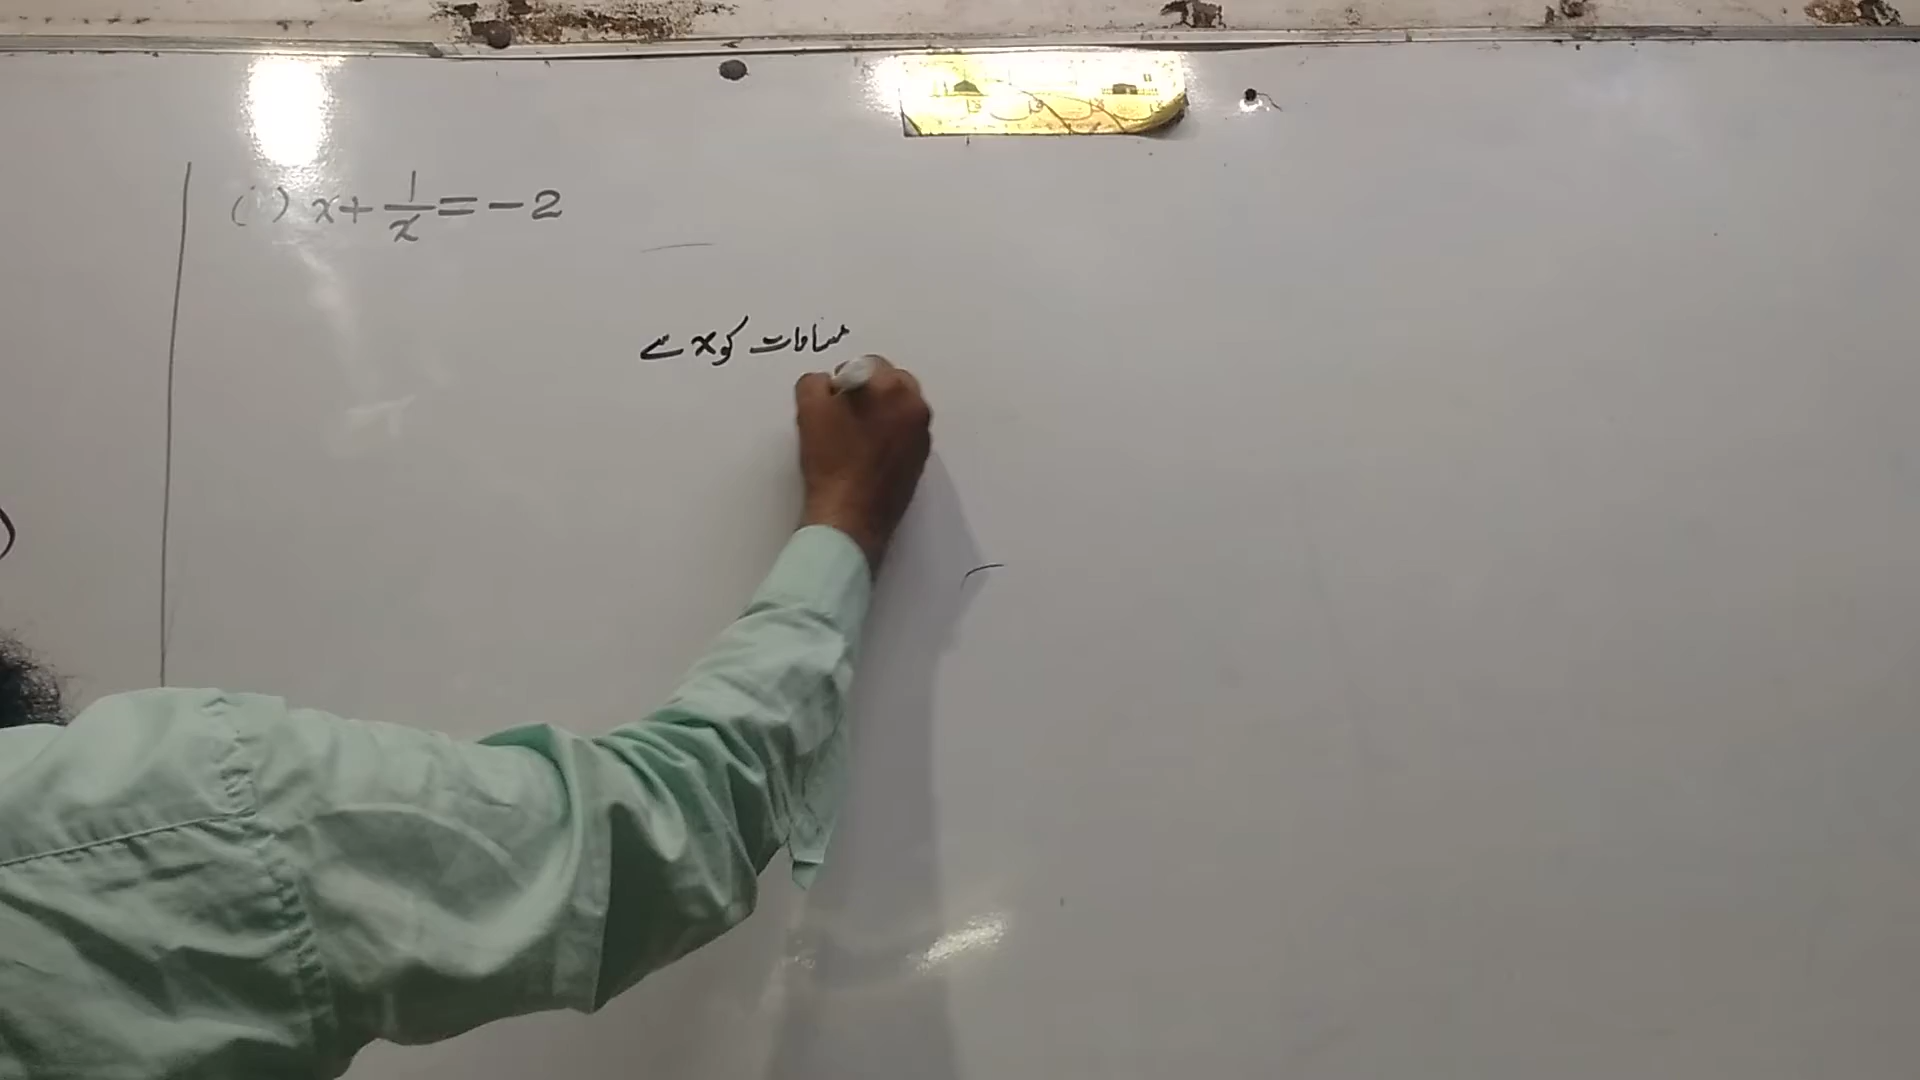 (i) x + 1/x = -2
مساوات کو x سے